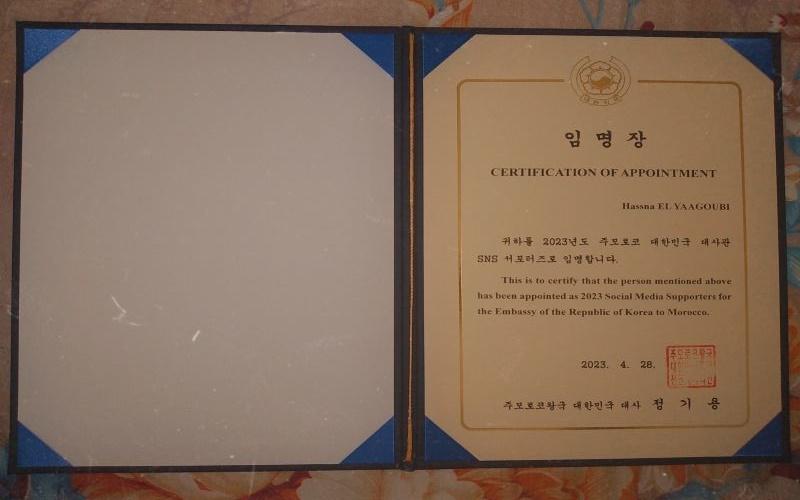 대한민국
임명장
CERTIFICATION OF APPOINTMENT
Hassna EL YAAGOUBI
귀하를 2023년도 주모로코 대한민국 대사관
SNS 서포터즈로 임명합니다.
This is to certify that the person mentioned above
has been appointed as 2023 Social Media Supporters for
the Embassy of the Republic of Korea to Morocco.
2023. 4. 28.
주모로코왕국 대한민국 대사 정 기 용